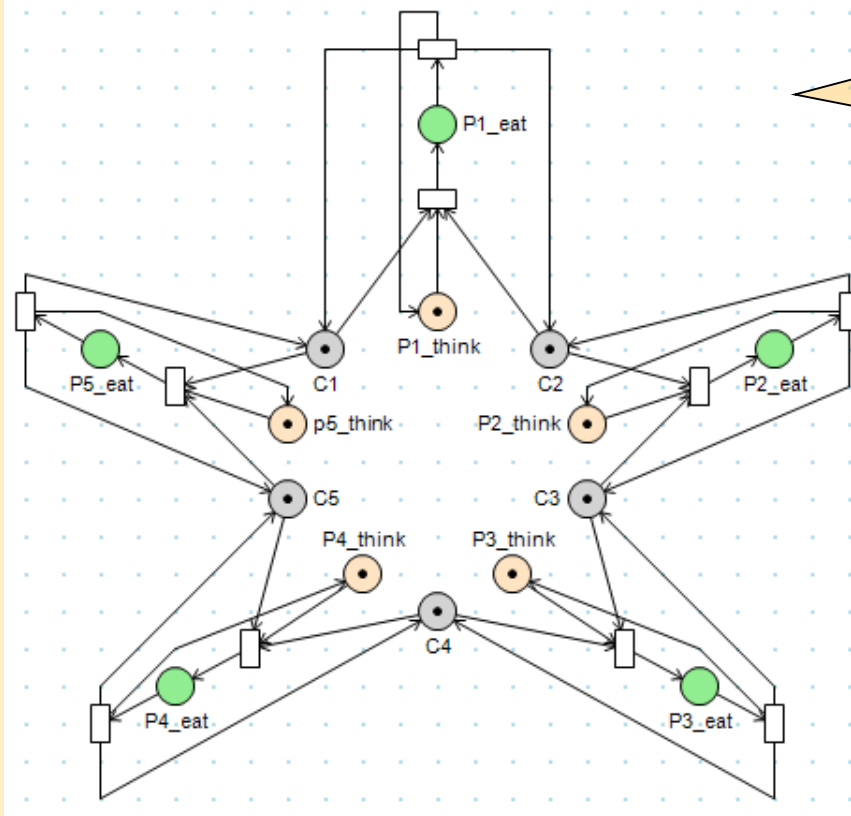 P1_eat
P1_think
C1
C2
P5_eat
P2_eat
p5_think
P2_think
C5
C3
P4_think
P3_think
C4
P4_eat
P3_eat